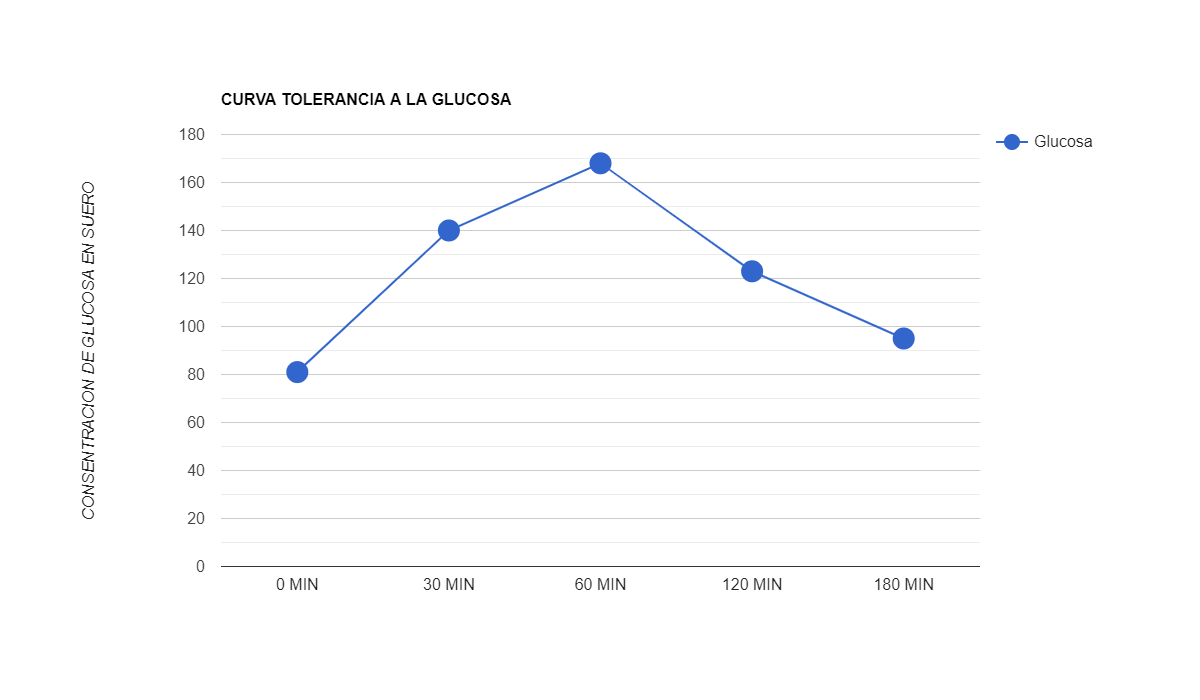 CURVA TOLERANCIA A LA GLUCOSA
Glucosa
CONSENTRACION DE GLUCOSA EN SUERO
180
160
140
120
100
80
60
40
20
0
0 MIN
30 MIN
60 MIN
120 MIN
180 MIN